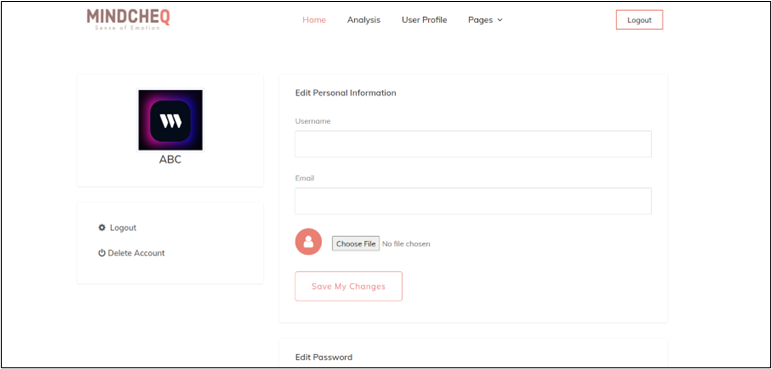 MINDCHEQ
Sense of Emotion
Home Analysis User Profile Pages
Logout
ABC
Logout
Delete Account
Edit Personal Information
Username
Email
Choose File No file chosen
Save My Changes
Edit Password